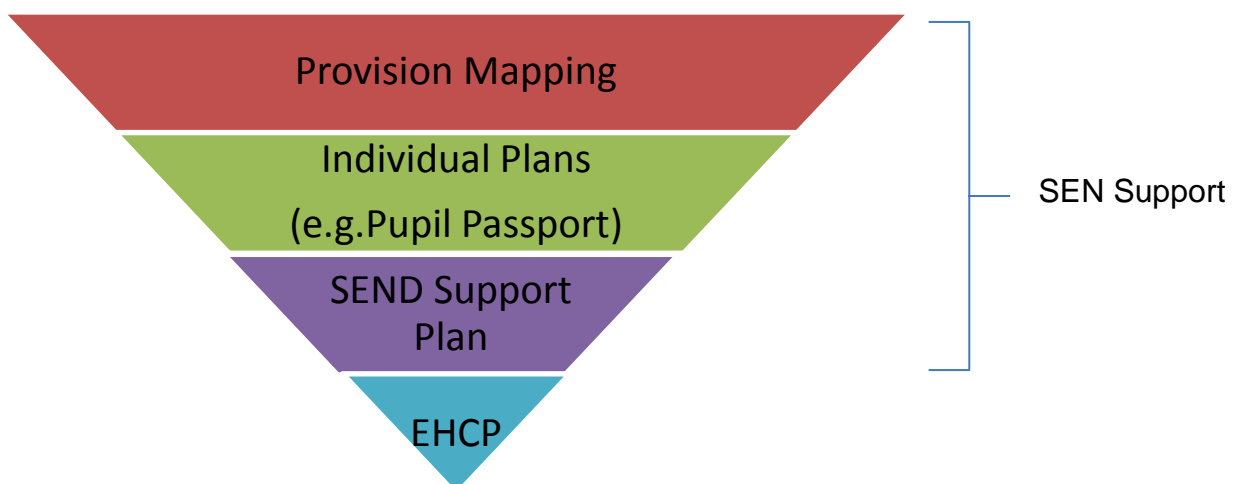 Provision Mapping
Individual Plans
(e.g.Pupil Passport)
SEN Support
SEND Support
Plan
EHCP